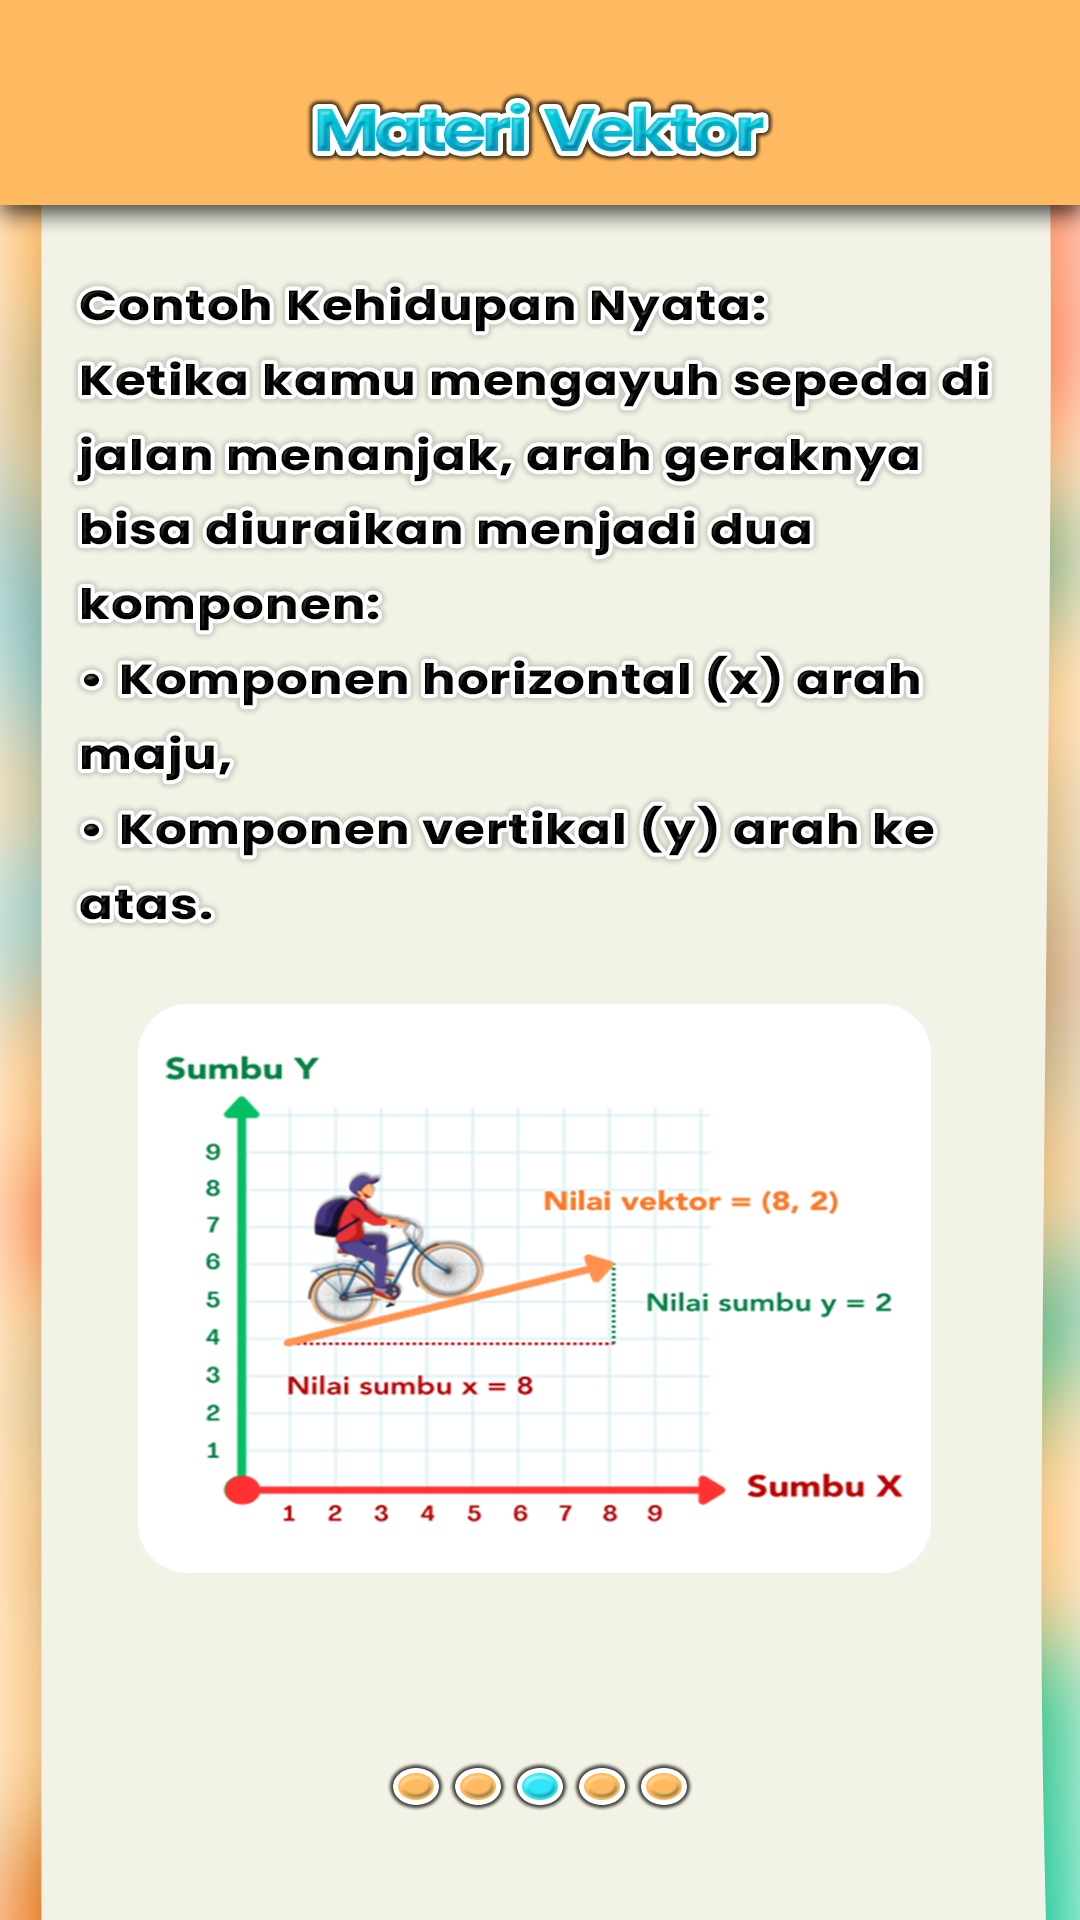 Materi Vektor
Contoh Kehidupan Nyata:
Ketika kamu mengayuh sepeda di
jalan menanjak, arah geraknya
bisa diuraikan menjadi dua
komponen:
• Komponen horizontal (x) arah
maju,
• Komponen vertikal (y) arah ke
atas.
Sumbu Y
9
8
7
6
5
4
3
2
1
Nilai vektor = (8, 2)
Nilai sumbu y = 2
Nilai sumbu x = 8
Sumbu X
1 2 3 4 5 6 7 8 9